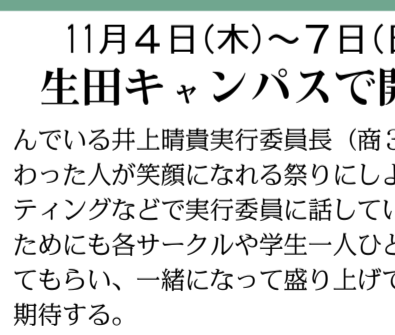 11月４日(木)～７日(
生田キャンパスで
んでいる井上晴貴実行委員長（商３
わった人が笑顔になれる祭りにしよ
ティングなどで実行委員に話してい
ためにも各サークルや学生一人ひと
てもらい、一緒になって盛り上げて
期待する。